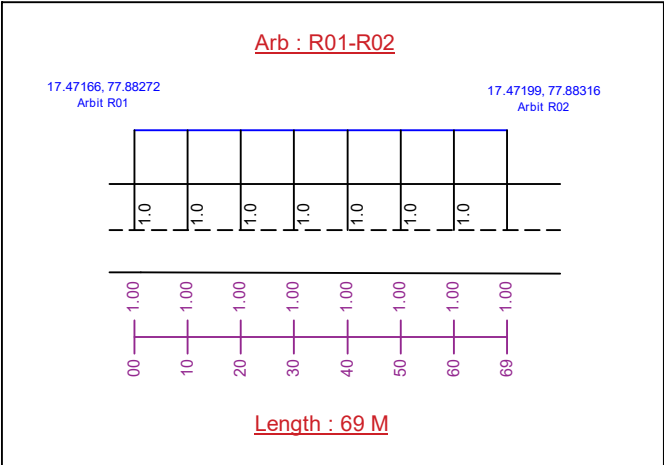 Arb : R01-R02
17.47166, 77.88272
Arbit R01
17.47199, 77.88316
Arbit R02
1.0 1.0 1.0 1.0 1.0 1.0 1.0
1.00 1.00 1.00 1.00 1.00 1.00 1.00 1.00
00 10 20 30 40 50 60 69
Length : 69 M